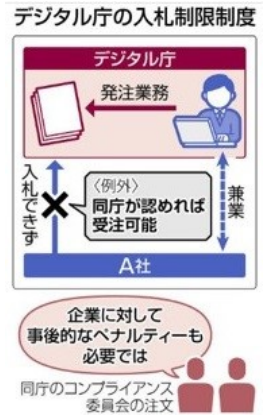 デジタル庁の入札制限制度
デジタル庁
発注業務
入札できず
〈例外〉
同庁が認めれば
受注可能
兼業
A社
企業に対して
事後的なペナルティーも
必要では
同庁のコンプライアンス
委員会の注文